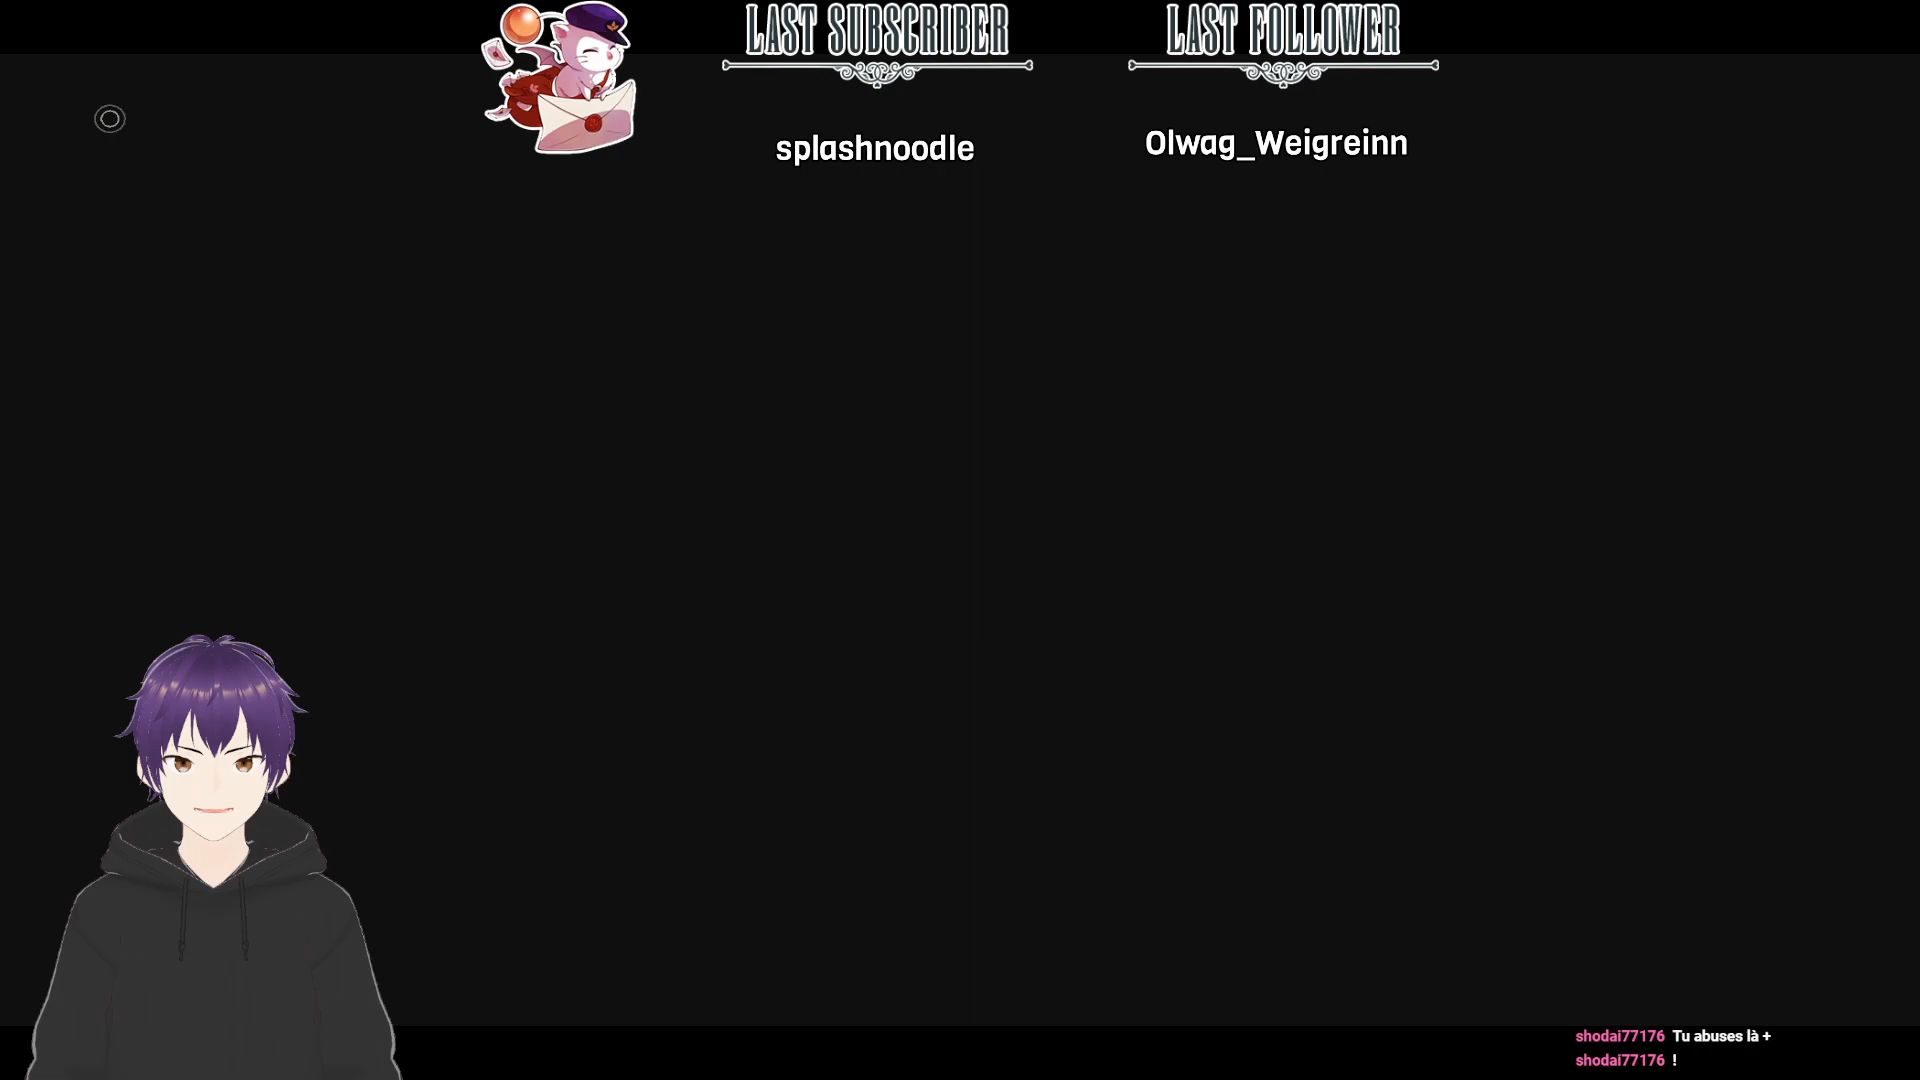 LAST SUBSCRIBER
splashnoodle
LAST FOLLOWER
Olwag_Weigreinn
shodai77176 Tu abuses là +
shodai77176 !